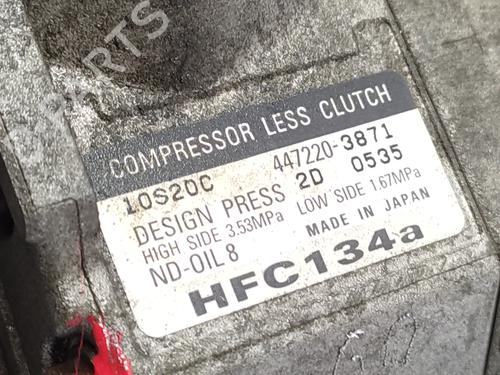 PARTS
COMPRESSOR LESS CLUTCH
10S20C 447220-3871
DESIGN PRESS 2D 0535
HIGH SIDE 3.53MPa LOW SIDE 1.67MPa
ND-OIL 8 MADE IN JAPAN
HFC134a